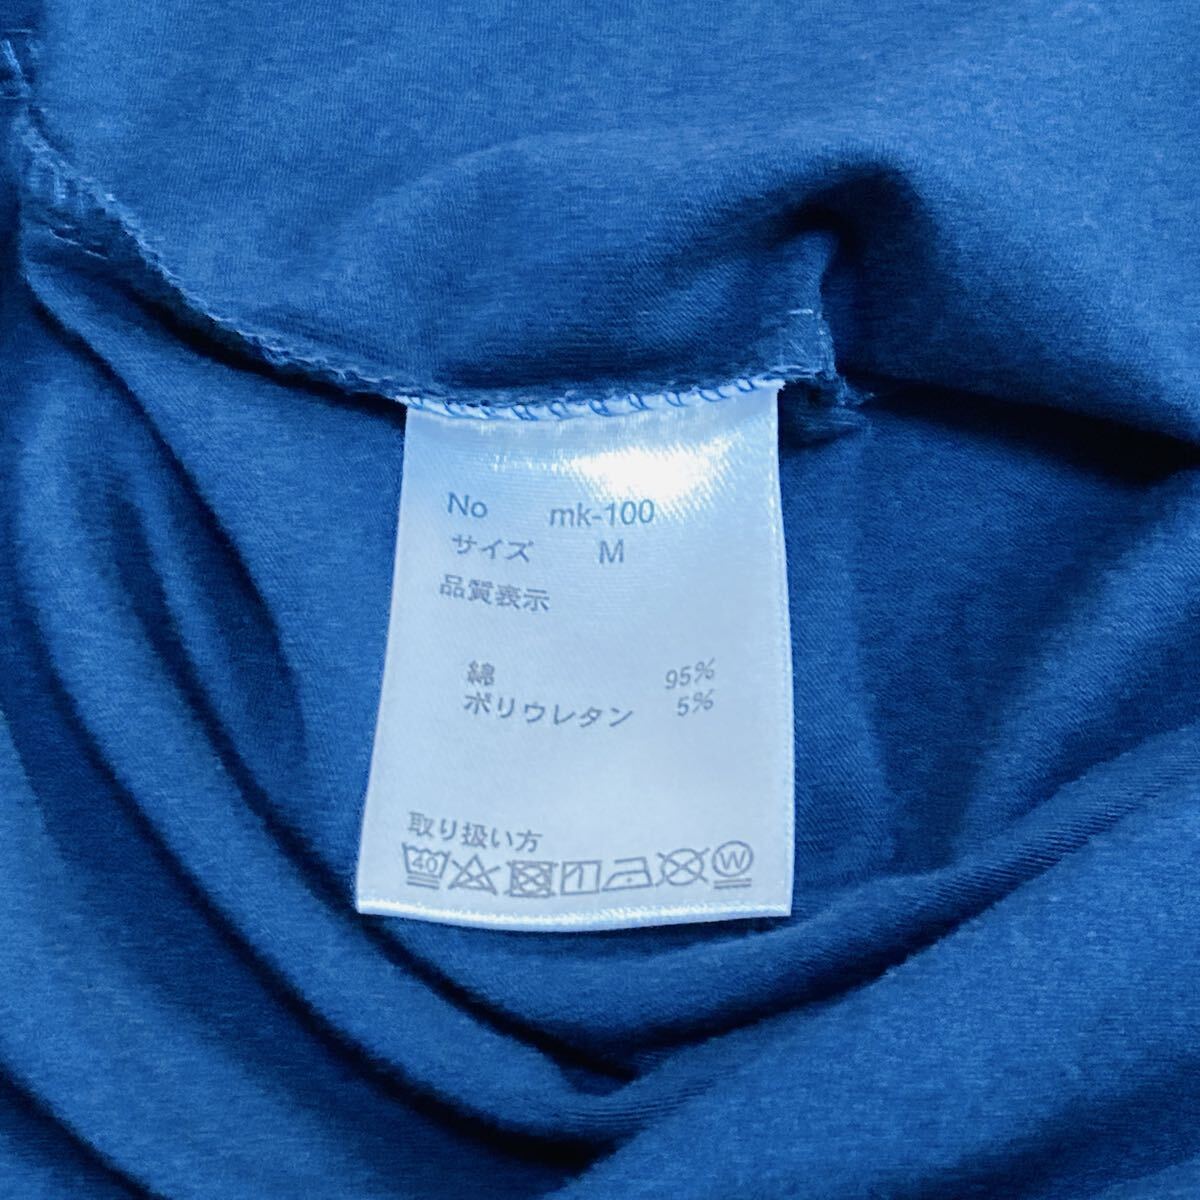 No mk-100
サイズ M
品質表示
綿 95%
ポリウレタン 5%
取り扱い方
40 W